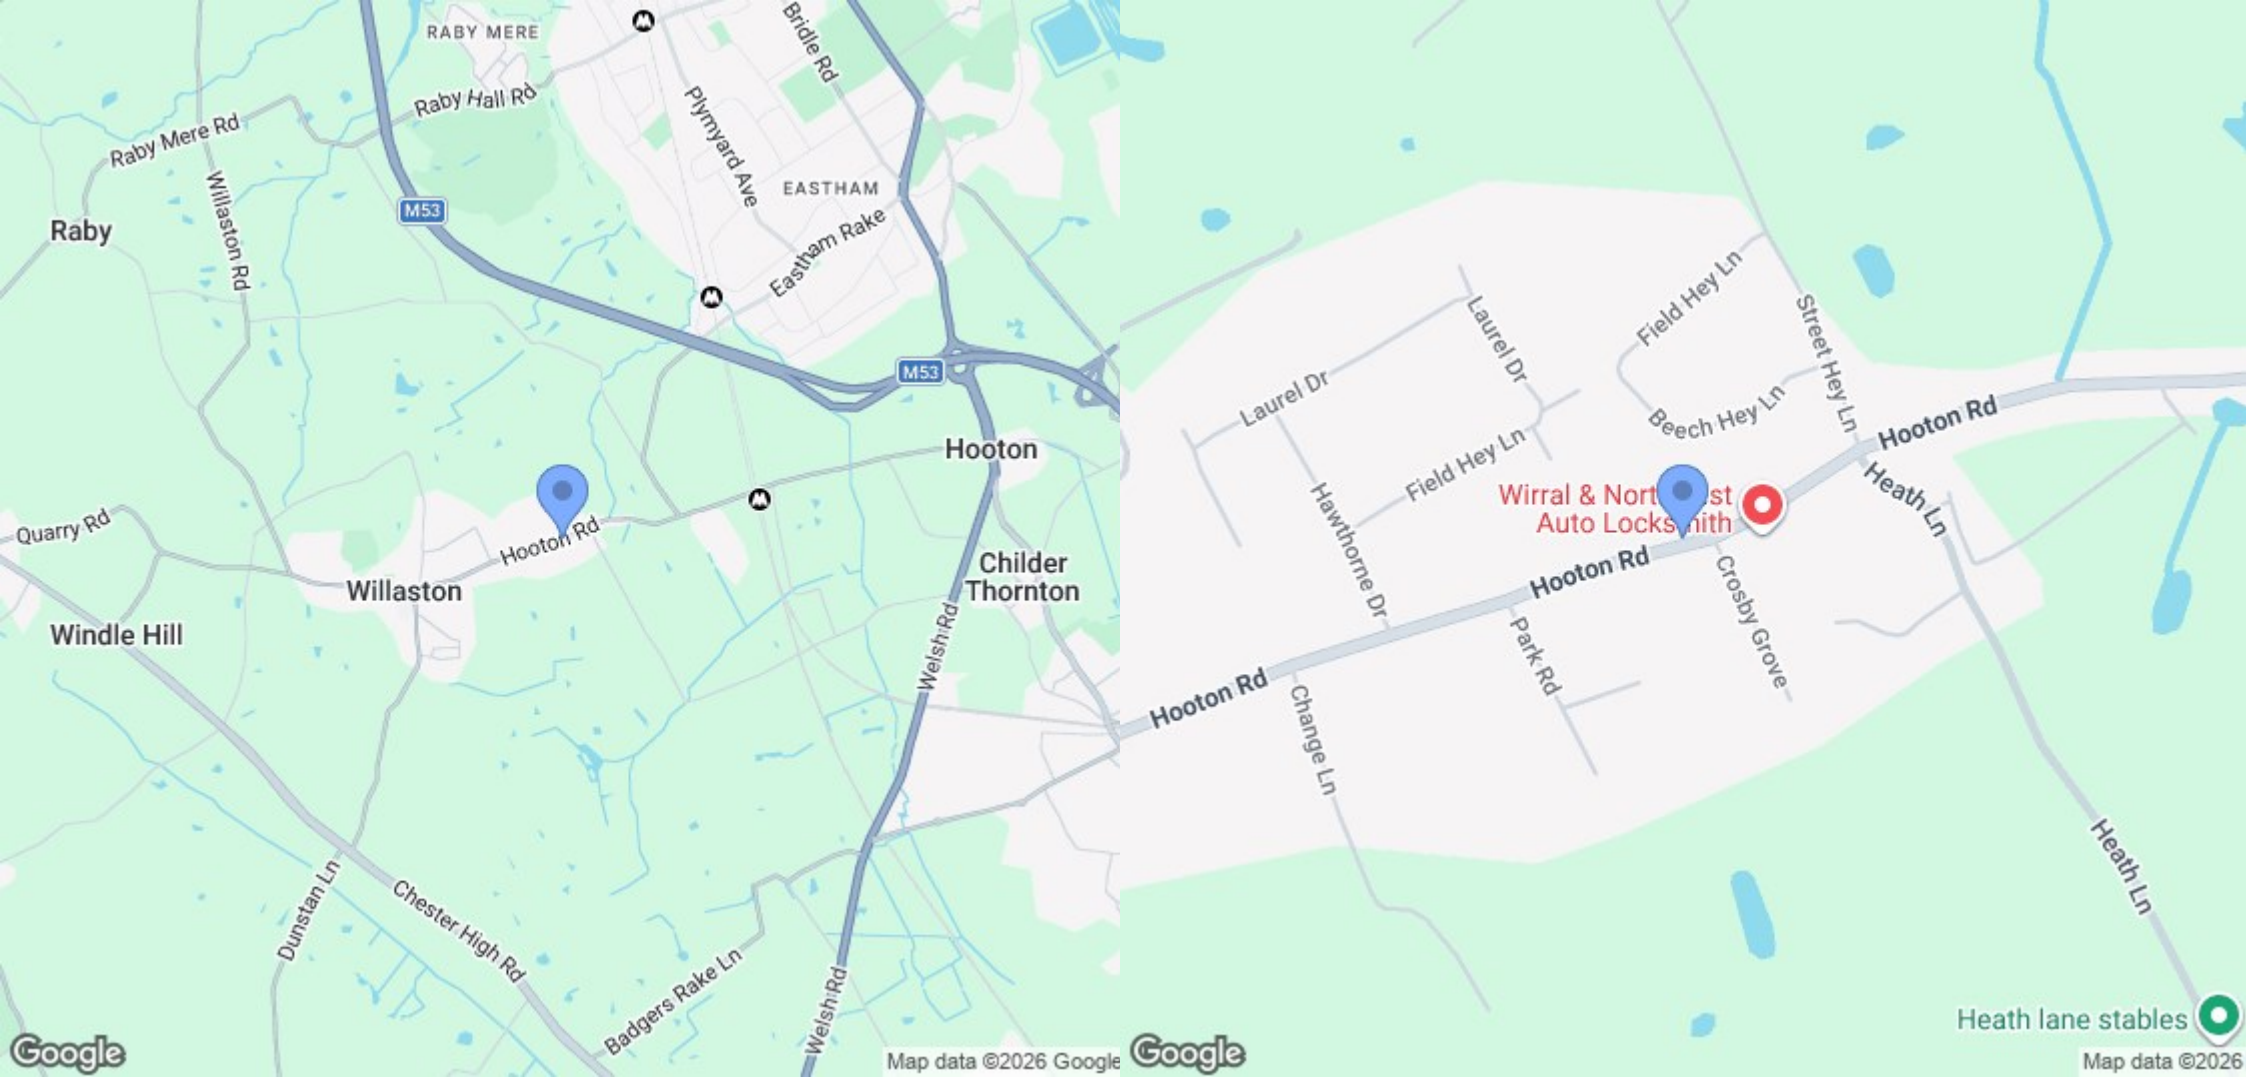 RABY MERE
Bridle Rd
Raby Hall Rd
Plymyard Ave
Raby Mere Rd
Willaston Rd
EASTHAM
M53
Raby
Eastham Rake
M53
Hooton
Quarry Rd
Hooton Rd
Childer
Thornton
Willaston
Windle Hill
Welsh Rd
Dunstan Ln
Chester High Rd
Badgers Rake Ln
Welsh Rd
Google
Map data ©2026 Google
Field Hey Ln
Laurel Dr
Street Hey Ln
Laurel Dr
Beech Hey Ln
Hooton Rd
Field Hey Ln
Heath Ln
Wirral &
Auto Locksmith
Hawthorne Dr
Hooton Rd
Crosby Grove
Park Rd
Hooton Rd
Change Ln
Heath Ln
Heath lane stables
Google
Map data ©2026